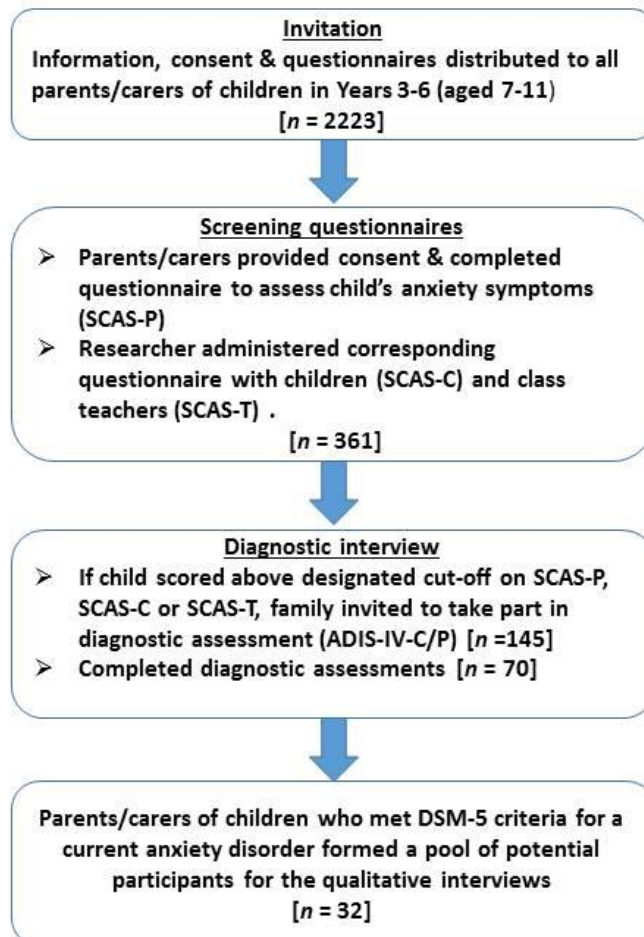 Invitation
Information, consent & questionnaires distributed to all
parents/carers of children in Years 3-6 (aged 7-11)
[n = 2223]
Screening questionnaires
➤ Parents/carers provided consent & completed
questionnaire to assess child's anxiety symptoms
(SCAS-P)
➤ Researcher administered corresponding
questionnaire with children (SCAS-C) and class
teachers (SCAS-T) .
[n = 361]
Diagnostic interview
➤ If child scored above designated cut-off on SCAS-P,
SCAS-C or SCAS-T, family invited to take part in
diagnostic assessment (ADIS-IV-C/P) [n =145]
➤ Completed diagnostic assessments [n = 70]
Parents/carers of children who met DSM-5 criteria for a
current anxiety disorder formed a pool of potential
participants for the qualitative interviews
[n = 32]